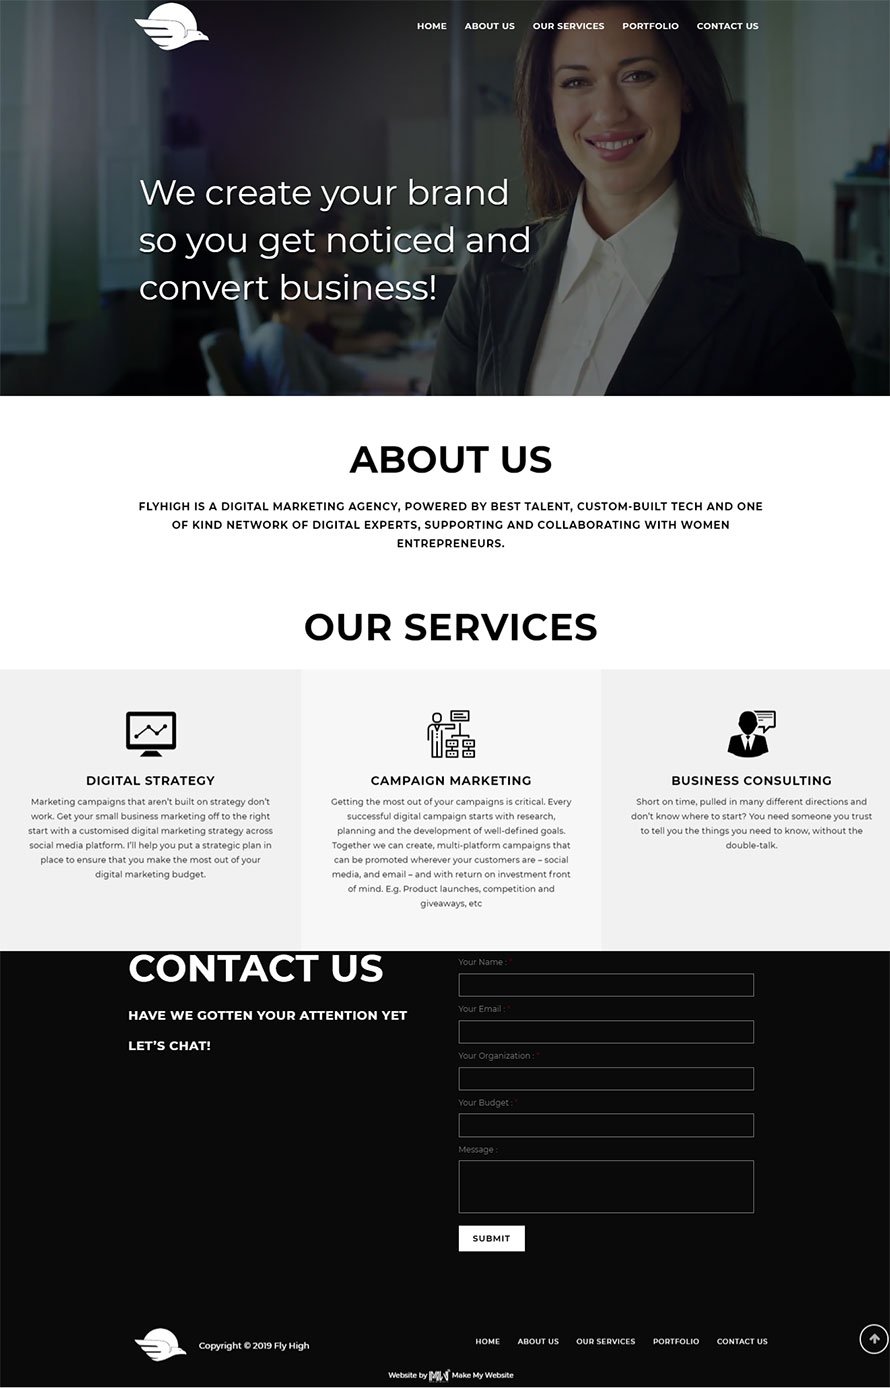 HOME ABOUT US OUR SERVICES PORTFOLIO CONTACT US
We create your brand
so you get noticed and
convert business!
ABOUT US
FLYHIGH IS A DIGITAL MARKETING AGENCY, POWERED BY BEST TALENT, CUSTOM-BUILT TECH AND ONE
OF KIND NETWORK OF DIGITAL EXPERTS, SUPPORTING AND COLLABORATING WITH WOMEN
ENTREPRENEURS.
OUR SERVICES
DIGITAL STRATEGY
Marketing campaigns that aren't built on strategy don't
work. Get your small business marketing off to the right
start with a customised digital marketing strategy across
social media platform. I'll help you put a strategic plan in
place to ensure that you make the most out of your
digital marketing budget.
CAMPAIGN MARKETING
Getting the most out of your campaigns is critical. Every
successful digital campaign starts with research,
planning and the development of well-defined goals.
Together we can create, multi-platform campaigns that
can be promoted wherever your customers are – social
media, and email – and with return on investment front
of mind. E.g. Product launches, competition and
giveaways, etc
BUSINESS CONSULTING
Short on time, pulled in many different directions and
don't know where to start? You need someone you trust
to tell you the things you need to know, without the
double-talk.
CONTACT US
HAVE WE GOTTEN YOUR ATTENTION YET
LET'S CHAT!
Your Name : *
Your Email : *
Your Organization : *
Your Budget : *
Message :
SUBMIT
Copyright © 2019 Fly High
HOME ABOUT US OUR SERVICES PORTFOLIO CONTACT US
Website by MMW Make My Website